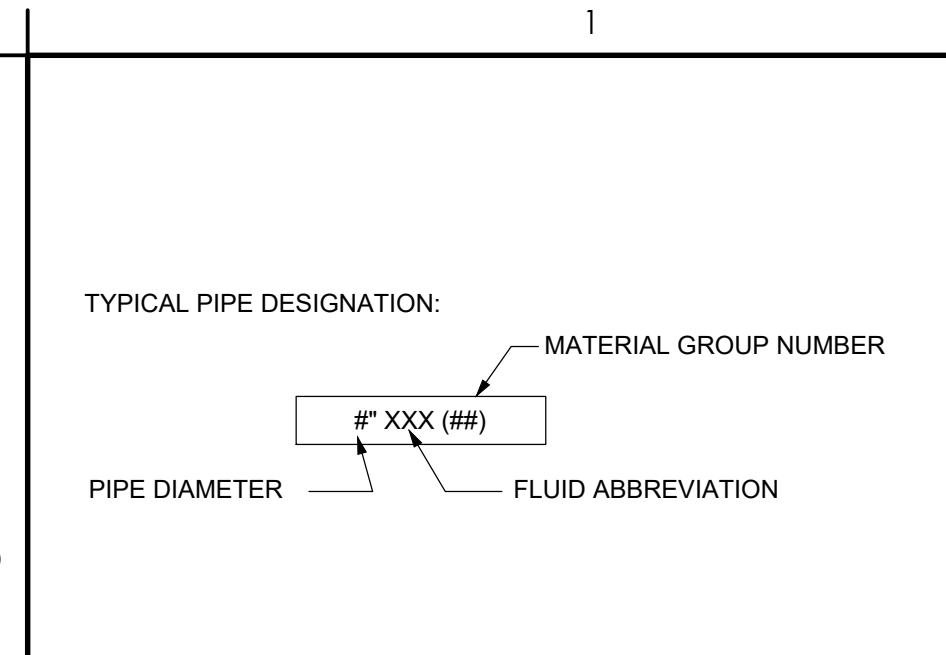 1
TYPICAL PIPE DESIGNATION:
MATERIAL GROUP NUMBER
#" XXX (##)
PIPE DIAMETER
FLUID ABBREVIATION